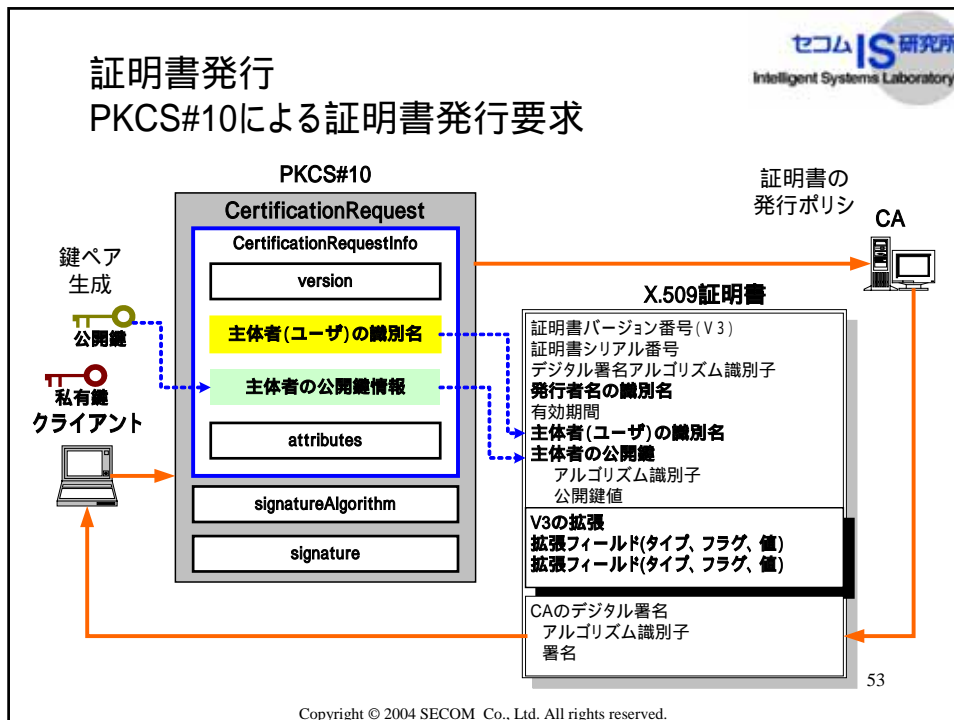 セコム IS 研究所
Intelligent Systems Laboratory
証明書発行
PKCS#10による証明書発行要求
PKCS#10
CertificationRequest
CertificationRequestInfo
version
主体者(ユーザ)の識別名
主体者の公開鍵情報
attributes
signatureAlgorithm
signature
鍵ペア
生成
公開鍵
私有鍵
クライアント
証明書の
発行ポリシ
CA
X.509証明書
証明書バージョン番号(V3)
証明書シリアル番号
デジタル署名アルゴリズム識別子
発行者名の識別名
有効期間
主体者(ユーザ)の識別名
主体者の公開鍵
アルゴリズム識別子
公開鍵値
V3の拡張
拡張フィールド(タイプ、フラグ、値)
拡張フィールド(タイプ、フラグ、値)
CAのデジタル署名
アルゴリズム識別子
署名
53
Copyright © 2004 SECOM Co., Ltd. All rights reserved.